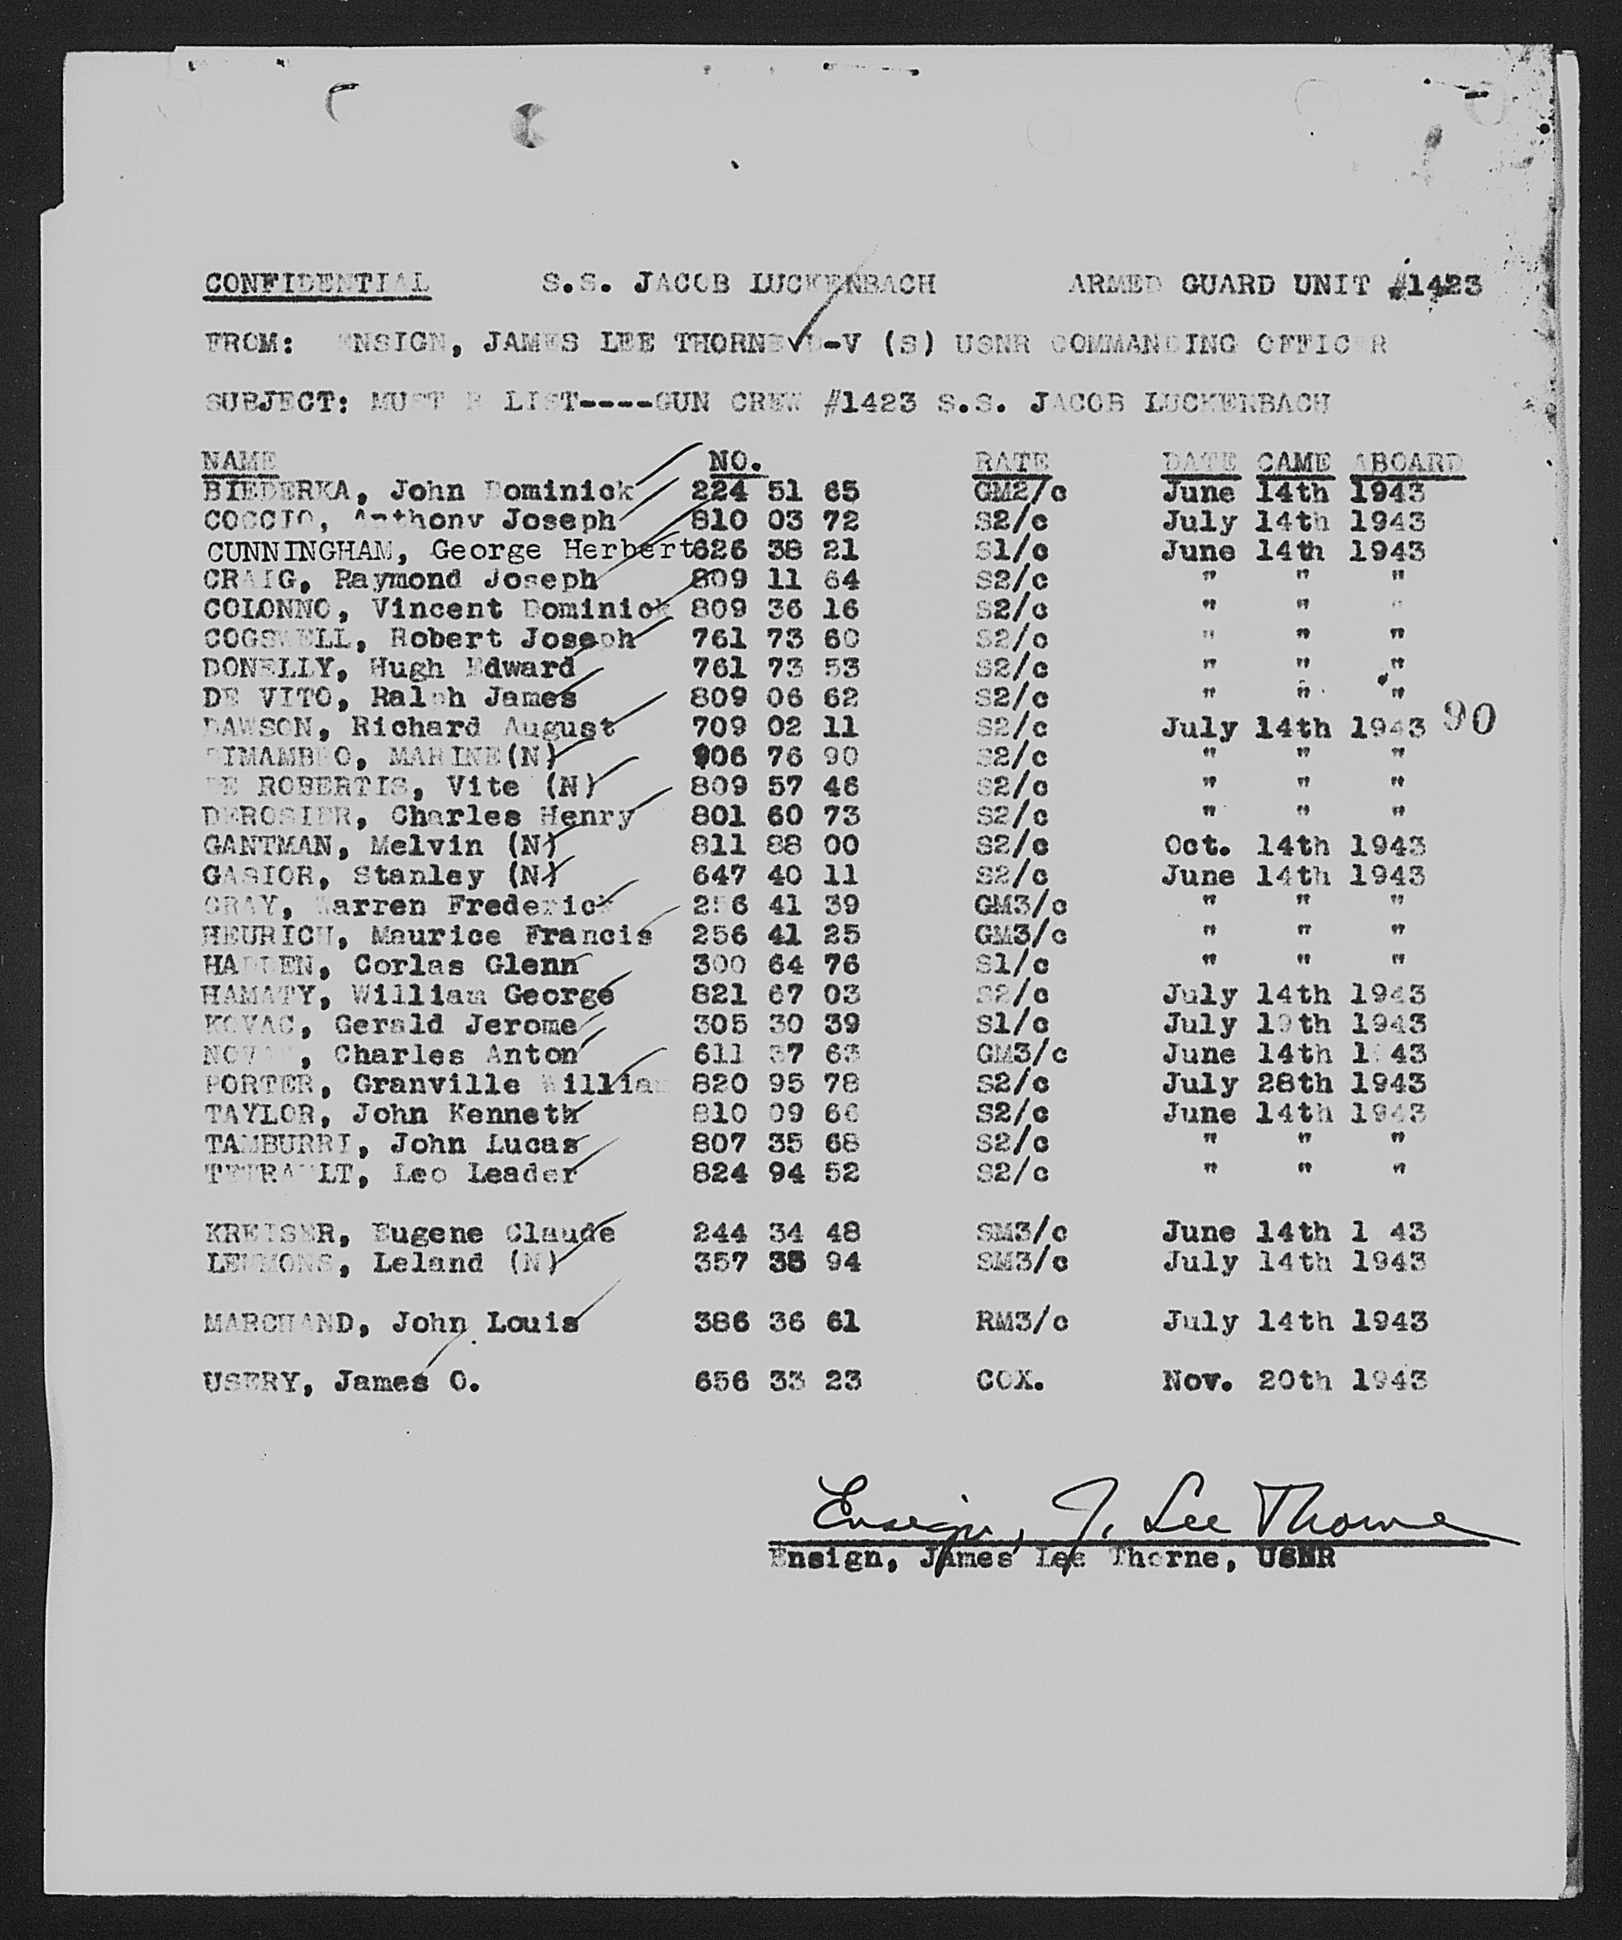 CONFIDENTIAL S.S. JACOB LUCKENBACH ARMED GUARD UNIT #1423
FROM: ENSIGN, JAMES LEE THORNE D-V (S) USNR COMMANDING OFFICER
SUBJECT: MUSTER LIST----GUN CREW #1423 S.S. JACOB LUCKENBACH
NAME NO. RATE DATE CAME ABOARD
BIEDERKA, John Dominick 224 51 65 GM2/c June 14th 1943
COCCIO, Anthony Joseph 810 03 72 S2/c July 14th 1943
CUNNINGHAM, George Herbert 626 38 21 S1/c June 14th 1943
CRAIG, Raymond Joseph 809 11 64 S2/c " " "
COLONNO, Vincent Dominick 809 36 16 S2/c " " "
COGSWELL, Robert Joseph 761 73 60 S2/c " " "
DONELLY, Hugh Edward 761 73 53 S2/c " " "
DE VITO, Ralph James 809 06 62 S2/c " " "
DAWSON, Richard August 709 02 11 S2/c July 14th 1943 90
DIMAMBRO, MARINE(N) 906 76 90 S2/c " " "
DE ROBERTIS, Vite (N) 809 57 46 S2/c " " "
DEROSIER, Charles Henry 801 60 73 S2/c " " "
GANTMAN, Melvin (N) 811 88 00 S2/c Oct. 14th 1943
GASIOR, Stanley (N) 647 40 11 S2/c June 14th 1943
GRAY, Warren Frederick 256 41 39 GM3/c " " "
HEURICH, Maurice Francis 256 41 25 GM3/c " " "
Corlas Glenn 300 64 76 S1/c " " "
HAMATY, William George 821 67 03 S2/c July 14th 1943
KOVAC, Gerald Jerome 305 30 39 S1/c July 19th 1943
Charles Anton 611 37 63 GM3/c June 14th 1943
PORTER, Granville William 820 95 78 S2/c July 28th 1943
TAYLOR, John Kenneth 810 09 66 S2/c June 14th 1943
TAMBURRI, John Lucas 807 35 68 S2/c " " "
TETRAULT, Leo Leader 824 94 52 S2/c " " "
KREISER, Eugene Claude 244 34 48 SM3/c June 14th 1 43
LEMMONS, Leland (N) 357 38 94 SM3/c July 14th 1943
MARCHAND, John Louis 386 36 61 RM3/c July 14th 1943
USERY, James O. 656 33 23 COX. Nov. 20th 1943
Ensign, J. Lee Thorne
Ensign, James Lee Thorne, USNR